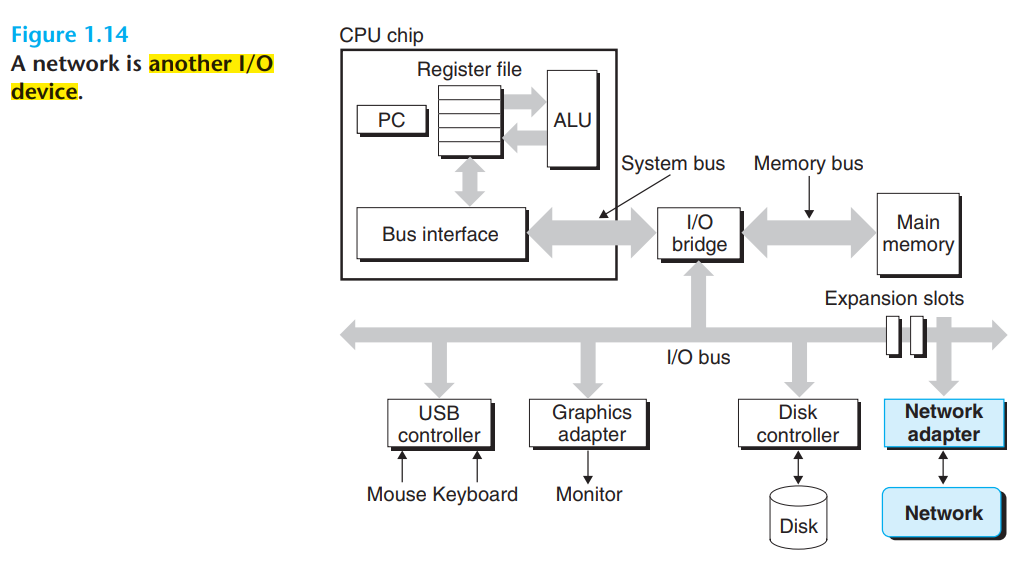 Figure 1.14
A network is another I/O
device.
CPU chip
Register file
PC
ALU
System bus
Memory bus
Bus interface
I/O
bridge
Main
memory
Expansion slots
I/O bus
USB
controller
Graphics
adapter
Disk
controller
Network
adapter
Mouse Keyboard
Monitor
Disk
Network